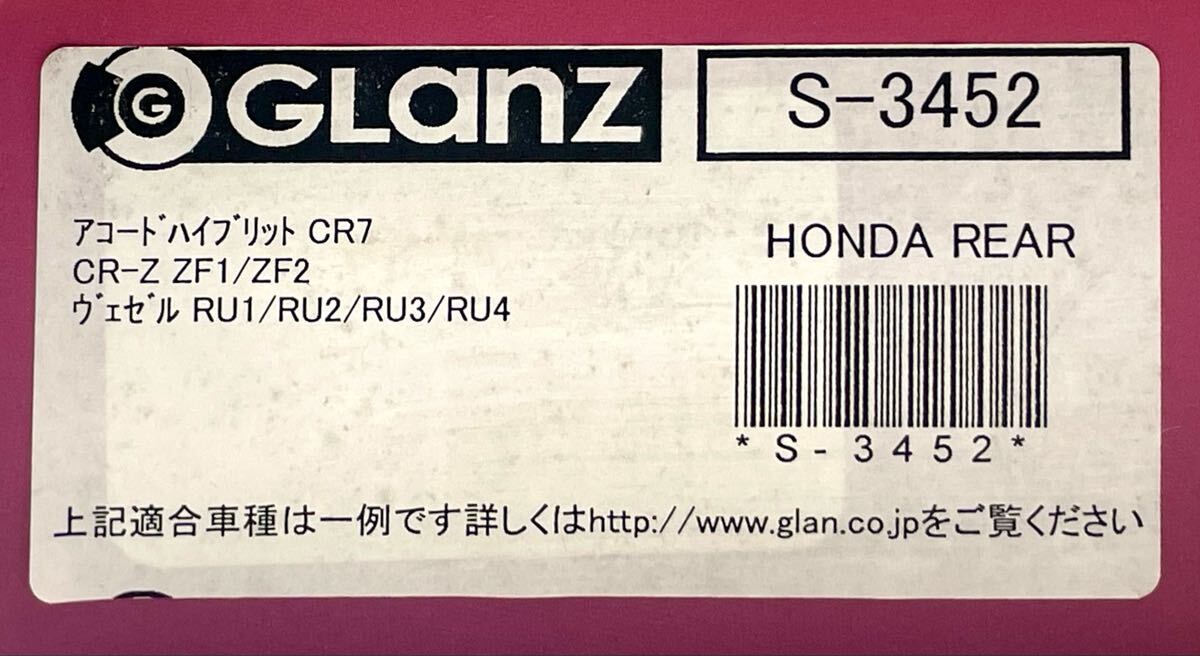 G GLanz
S-3452
ｱｺｰﾄﾞﾊｲﾌﾞﾘｯﾄ CR7
CR-Z ZF1/ZF2
ｳﾞｪｾﾞﾙ RU1/RU2/RU3/RU4
HONDA REAR
*S-3452*
上記適合車種は一例です詳しくはhttp://www.glan.co.jpをご覧ください